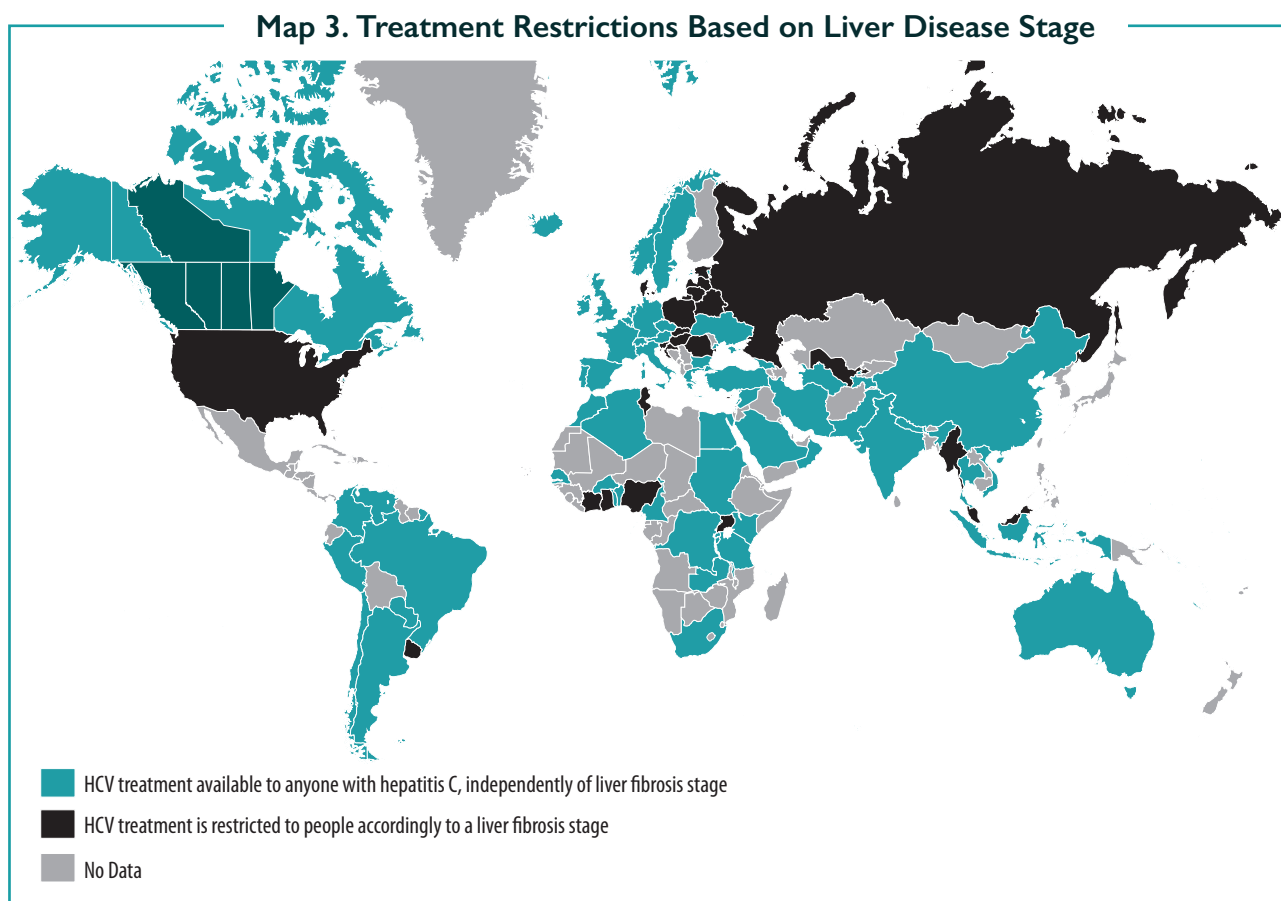 Map 3. Treatment Restrictions Based on Liver Disease Stage
HCV treatment available to anyone with hepatitis C, independently of liver fibrosis stage
HCV treatment is restricted to people accordingly to a liver fibrosis stage
No Data